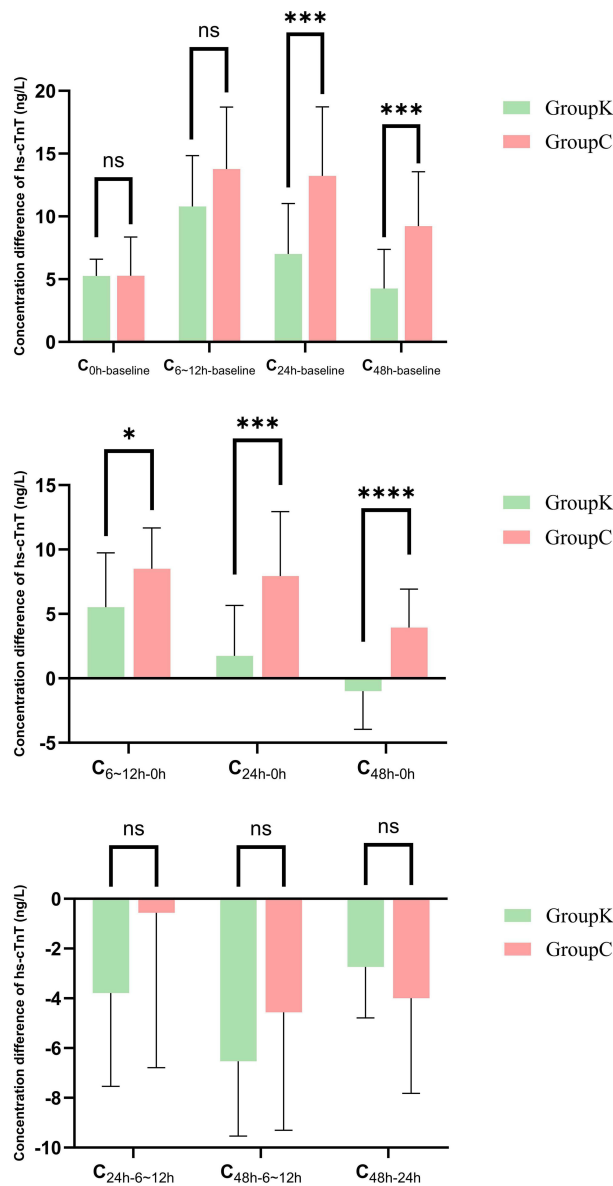 ns
ns
***
***
Concentration difference of hs-cTnT (ng/L)
20
15
10
5
0
C0h-baseline
C6~12h-baseline
C24h-baseline
C48h-baseline
GroupK
GroupC
*
***
****
Concentration difference of hs-cTnT (ng/L)
15
10
5
0
-5
C6~12h-0h
C24h-0h
C48h-0h
GroupK
GroupC
ns
ns
ns
Concentration difference of hs-cTnT (ng/L)
0
-2
-4
-6
-8
-10
C24h-6~12h
C48h-6~12h
C48h-24h
GroupK
GroupC